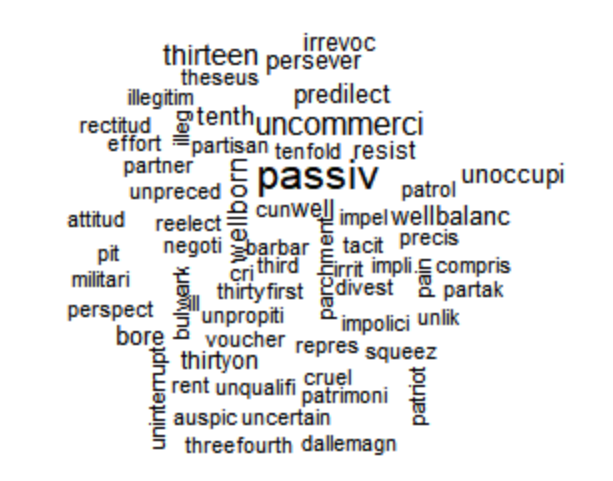 irrevoc
thirteen persever
theseus
illegitim predilect
rectitud illeg tenth uncommerci
effort partisan tenfold resist
partner passiv unoccupi
unpreced wellborn patrol
attitud reelect cunwell impel wellbalanc
pit negoti barbar tacit precis
militari cri third parchment irrit impli pain compris
perspect bulwark ill thirtyfirst divest partak
unpropiti impolici unlik
bore voucher repres squeez
uninterrupt thirtyon
rent unqualifi cruel patriot
patrimoni
auspic uncertain
threefourth dallemagn